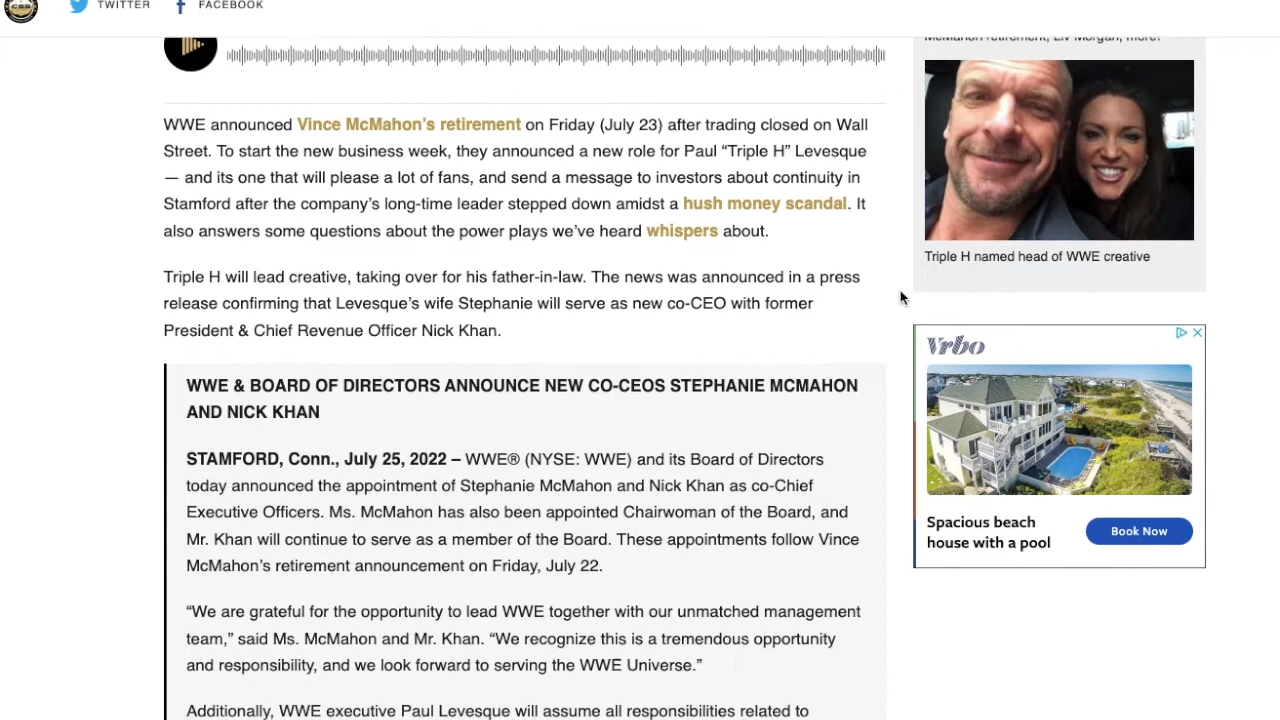 TWITTER
FACEBOOK
WWE announced Vince McMahon’s retirement on Friday (July 23) after trading closed on Wall
Street. To start the new business week, they announced a new role for Paul “Triple H” Levesque
— and its one that will please a lot of fans, and send a message to investors about continuity in
Stamford after the company’s long-time leader stepped down amidst a hush money scandal. It
also answers some questions about the power plays we’ve heard whispers about.
Triple H will lead creative, taking over for his father-in-law. The news was announced in a press
release confirming that Levesque’s wife Stephanie will serve as new co-CEO with former
President & Chief Revenue Officer Nick Khan.
WWE & BOARD OF DIRECTORS ANNOUNCE NEW CO-CEOS STEPHANIE MCMAHON
AND NICK KHAN
STAMFORD, Conn., July 25, 2022 – WWE® (NYSE: WWE) and its Board of Directors
today announced the appointment of Stephanie McMahon and Nick Khan as co-Chief
Executive Officers. Ms. McMahon has also been appointed Chairwoman of the Board, and
Mr. Khan will continue to serve as a member of the Board. These appointments follow Vince
McMahon’s retirement announcement on Friday, July 22.
“We are grateful for the opportunity to lead WWE together with our unmatched management
team,” said Ms. McMahon and Mr. Khan. “We recognize this is a tremendous opportunity
and responsibility, and we look forward to serving the WWE Universe.”
Additionally, WWE executive Paul Levesque will assume all responsibilities related to
McMahon retirement, Liv Morgan, more!
Triple H named head of WWE creative
Vrbo
Spacious beach
house with a pool
Book Now